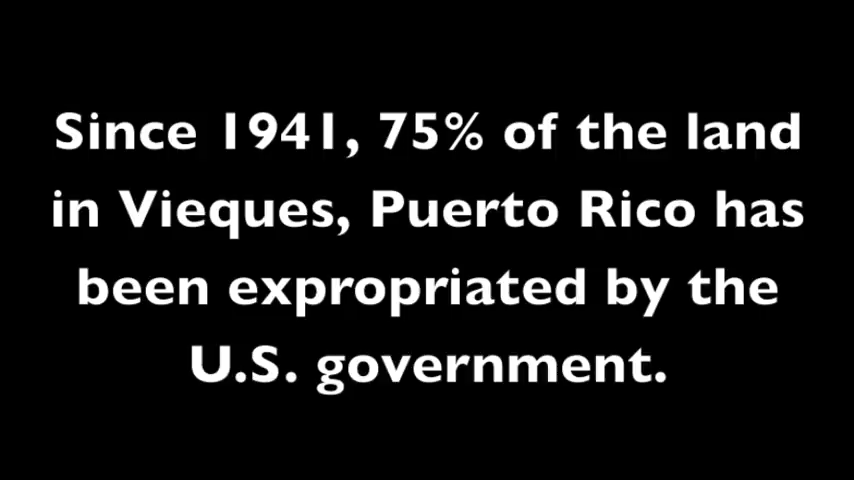 Since 1941, 75% of the land
in Vieques, Puerto Rico has
been expropriated by the
U.S. government.